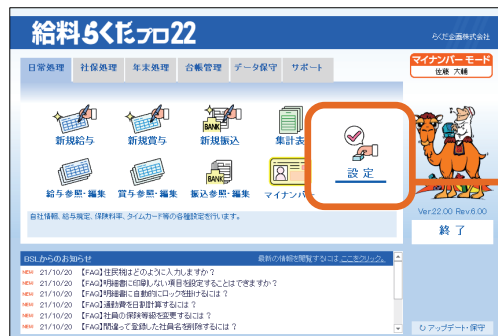 給料らくだプロ22
らくだ企画株式会社
日常処理 社保処理 年末処理 台帳管理 データ保守 サポート
マイナンバー モード
佐藤 大輔
BANK
新規給与 新規賞与 新規振込 集計表
設定
BANK
給与参照・編集 賞与参照・編集 振込参照・編集 マイナンバー
自社情報、給与規定、保険料率、タイムカード等の各種設定を行います。
Ver.22.00 Rev.6.00
終了
BSLからのお知らせ 最新の情報を閲覧するには ここをクリック。
NEW 21/10/20 【FAQ】住民税はどのように入力しますか？
NEW 21/10/20 【FAQ】明細書に印刷しない項目を設定することはできますか？
NEW 21/10/20 【FAQ】明細書に自動的にロックを掛けるには？
NEW 21/10/20 【FAQ】通勤費を日割計算するには？
NEW 21/10/20 【FAQ】社員の保険等級を変更するには？
NEW 21/10/20 【FAQ】間違って登録した社員名を削除するには？
アップデート・保守